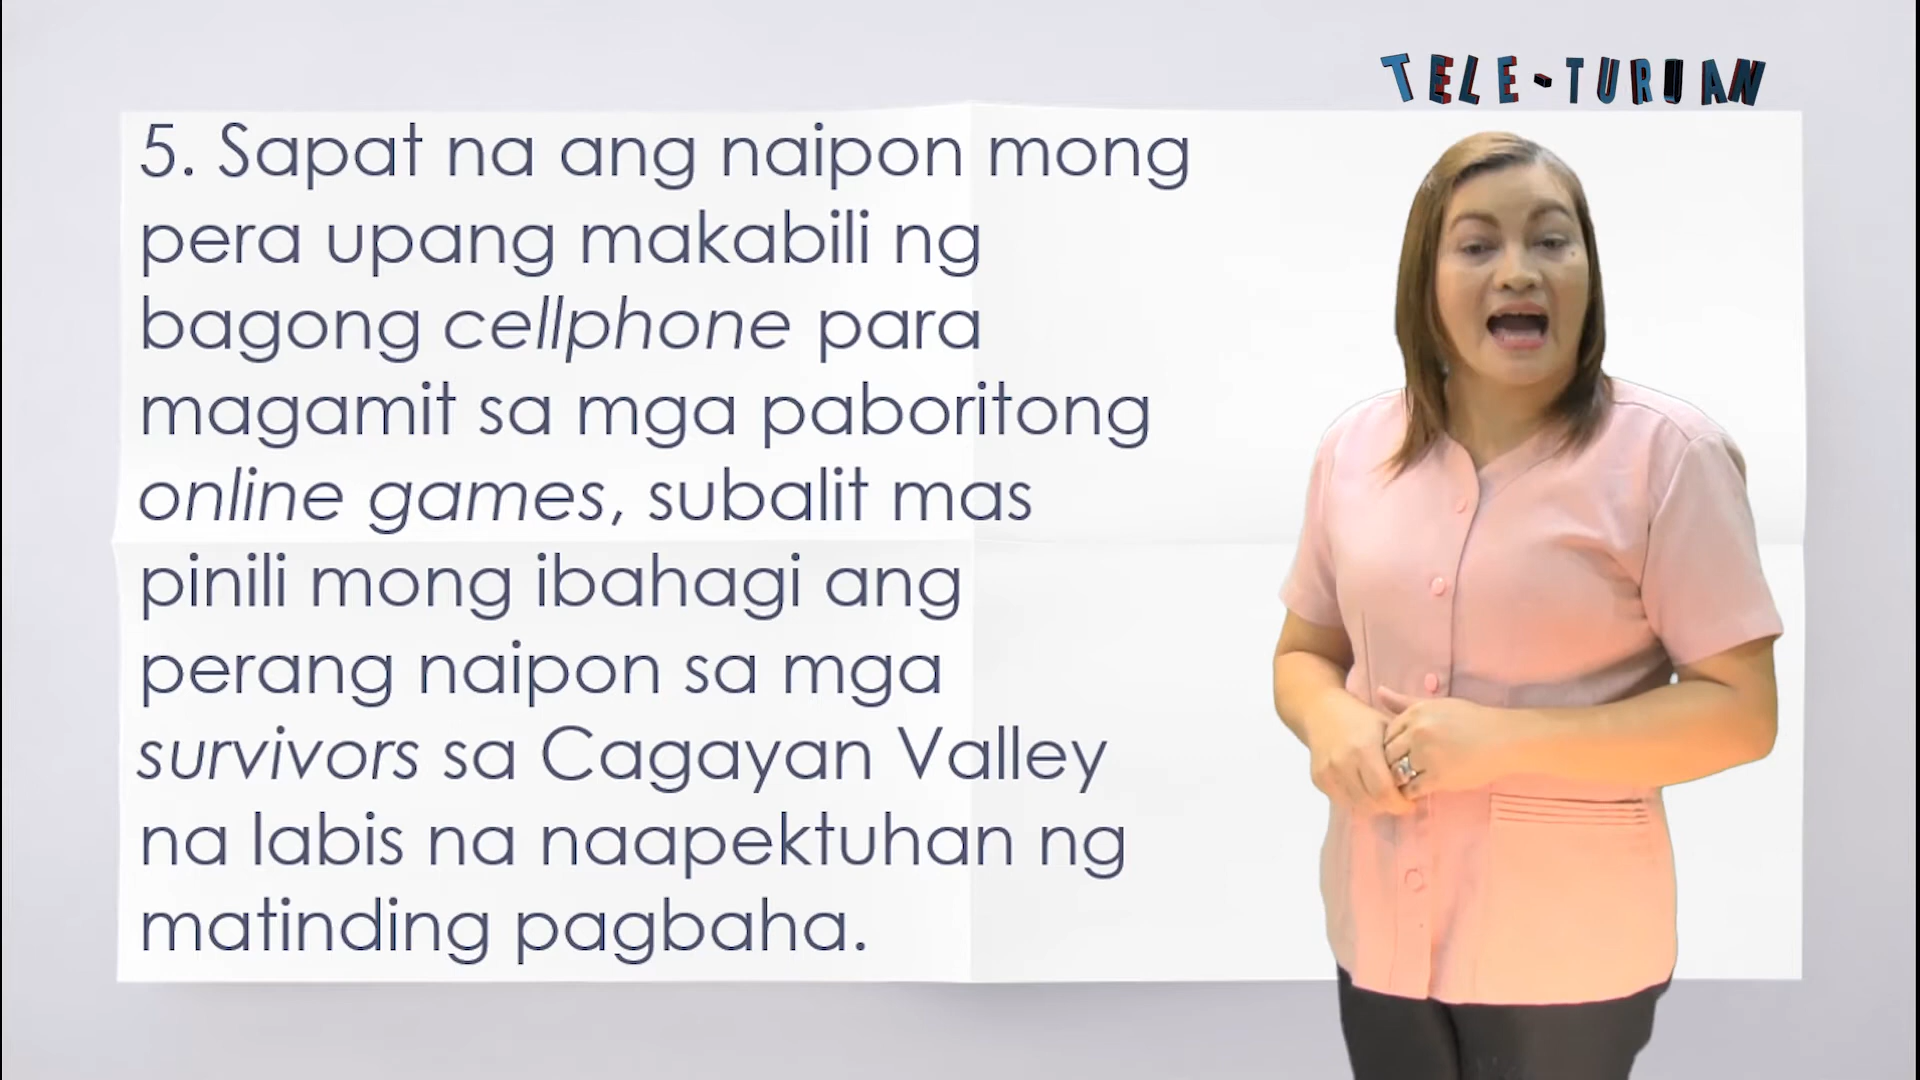 TELE-TURUAN
5. Sapat na ang naipon mong
pera upang makabili ng
bagong cellphone para
magamit sa mga paboritong
online games, subalit mas
pinili mong ibahagi ang
perang naipon sa mga
survivors sa Cagayan Valley
na labis na naapektuhan ng
matinding pagbaha.